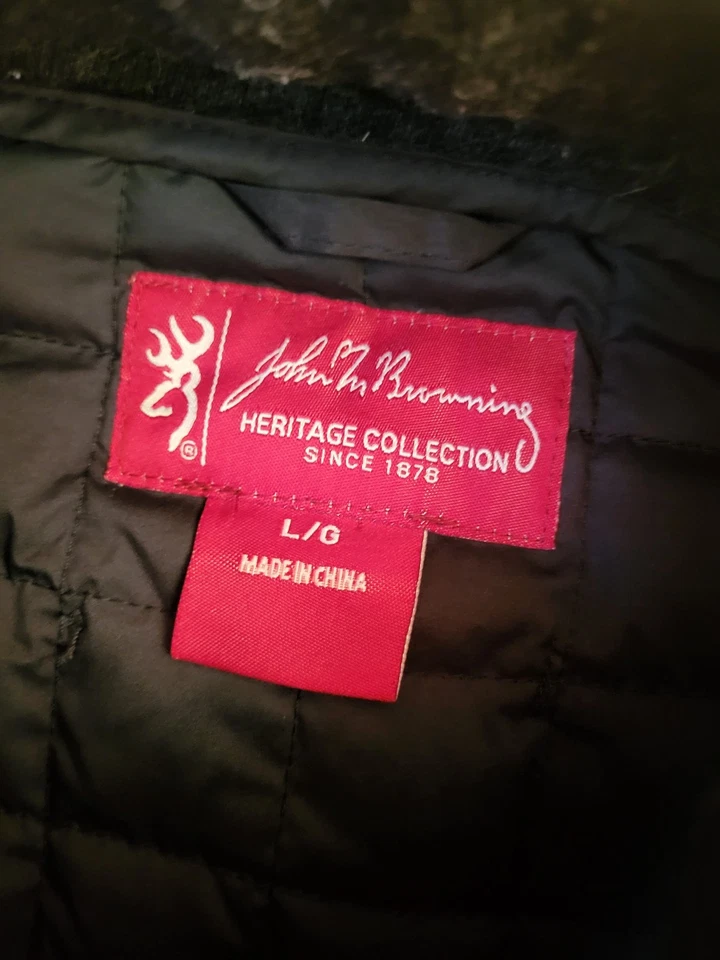 John M Browning
HERITAGE COLLECTION
SINCE 1878
®
L/G
MADE IN CHINA